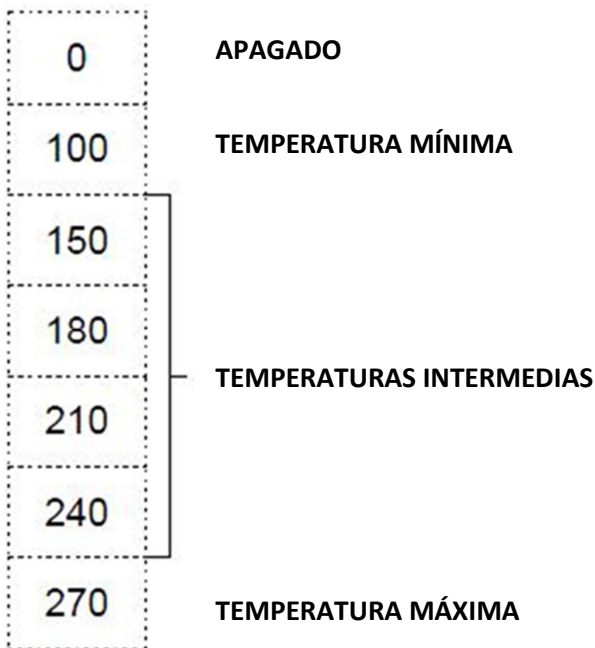 0 APAGADO
100 TEMPERATURA MÍNIMA
150
180
TEMPERATURAS INTERMEDIAS
210
240
270 TEMPERATURA MÁXIMA